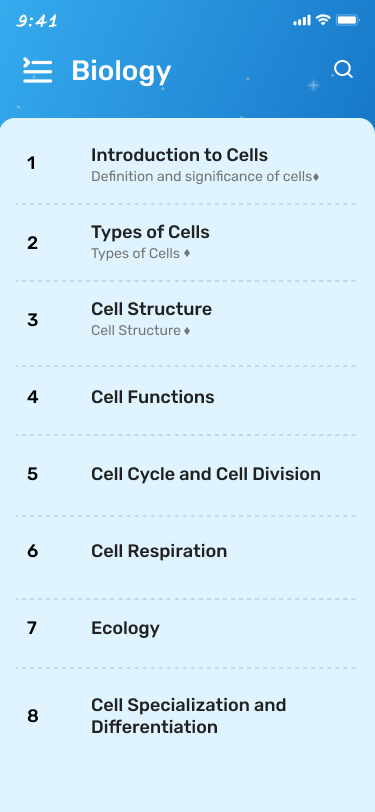 9:41
Biology
1
Introduction to Cells
Definition and significance of cells♦
2
Types of Cells
Types of Cells ♦
3
Cell Structure
Cell Structure ♦
4
Cell Functions
5
Cell Cycle and Cell Division
6
Cell Respiration
7
Ecology
8
Cell Specialization and
Differentiation